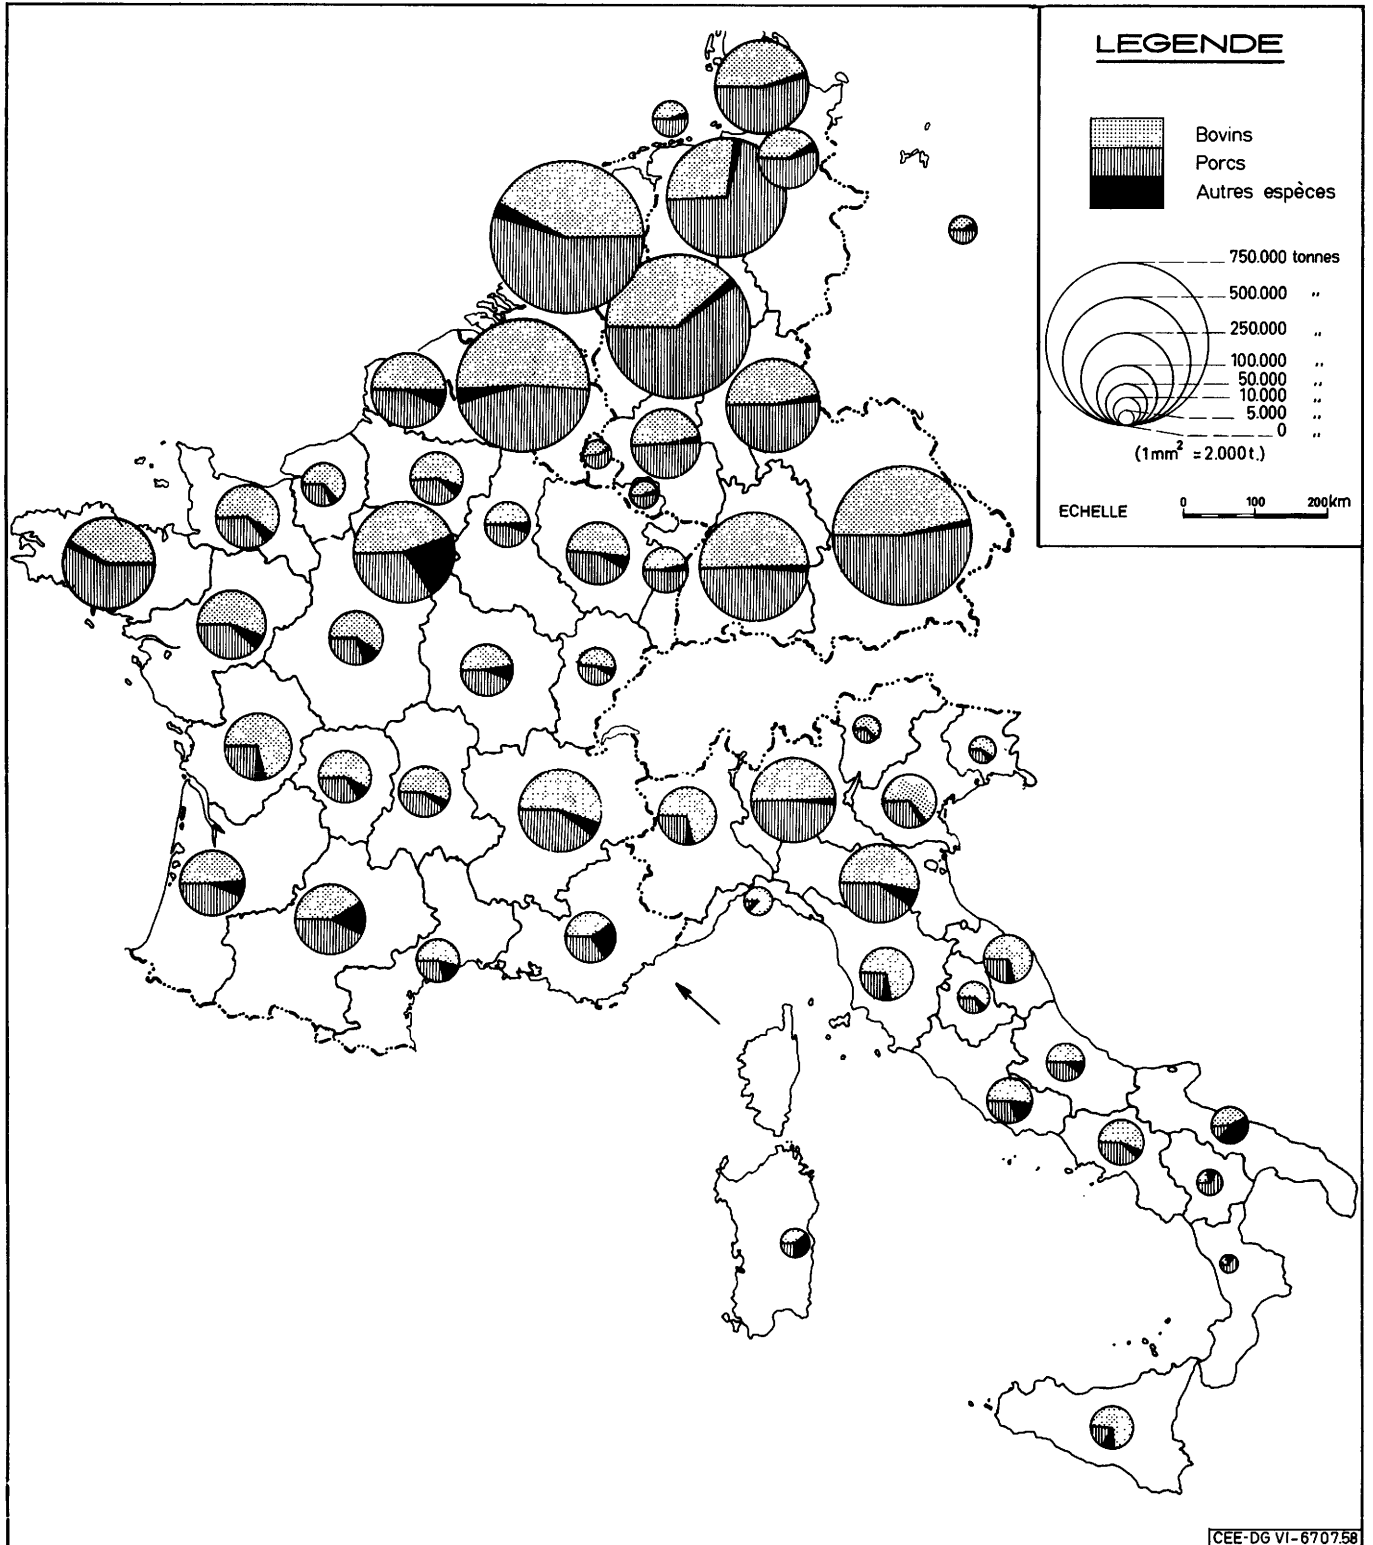 LEGENDE
Bovins
Porcs
Autres espèces
750.000 tonnes
500.000 "
250.000 "
100.000 "
50.000 "
10.000 "
5.000 "
0 "
(1mm² = 2.000 t.)
ECHELLE 0 100 200km
CEE-DG VI-6707.58